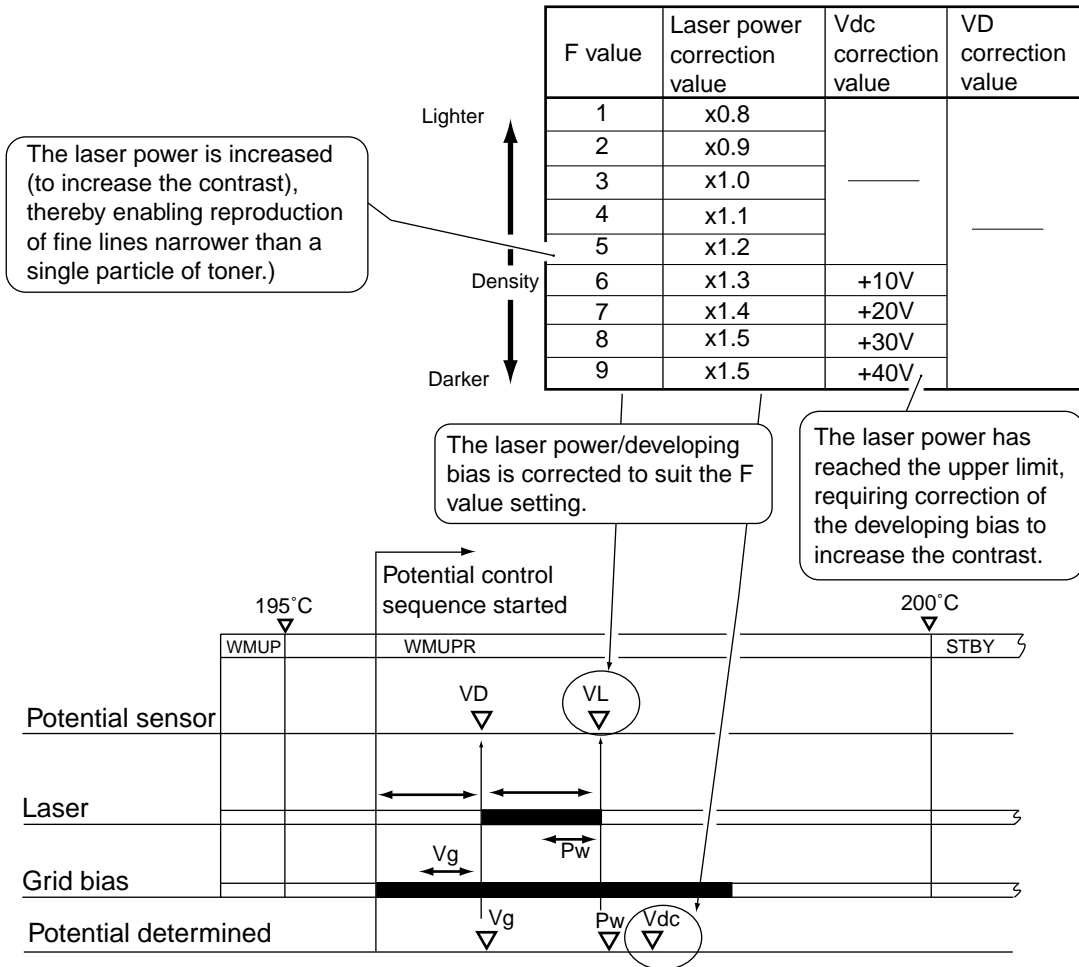 F value
Laser power
correction
value
Vdc
correction
value
VD
correction
value
Lighter
Density
Darker
1 x0.8
2 x0.9
3 x1.0
4 x1.1
5 x1.2
6 x1.3 +10V
7 x1.4 +20V
8 x1.5 +30V
9 x1.5 +40V
The laser power is increased
(to increase the contrast),
thereby enabling reproduction
of fine lines narrower than a
single particle of toner.)
The laser power/developing
bias is corrected to suit the F
value setting.
The laser power has
reached the upper limit,
requiring correction of
the developing bias to
increase the contrast.
Potential control
sequence started
195˚C
200˚C
WMUP
WMUPR
STBY
VD
VL
Potential sensor
Laser
Vg
Pw
Grid bias
Vg
Pw
Vdc
Potential determined